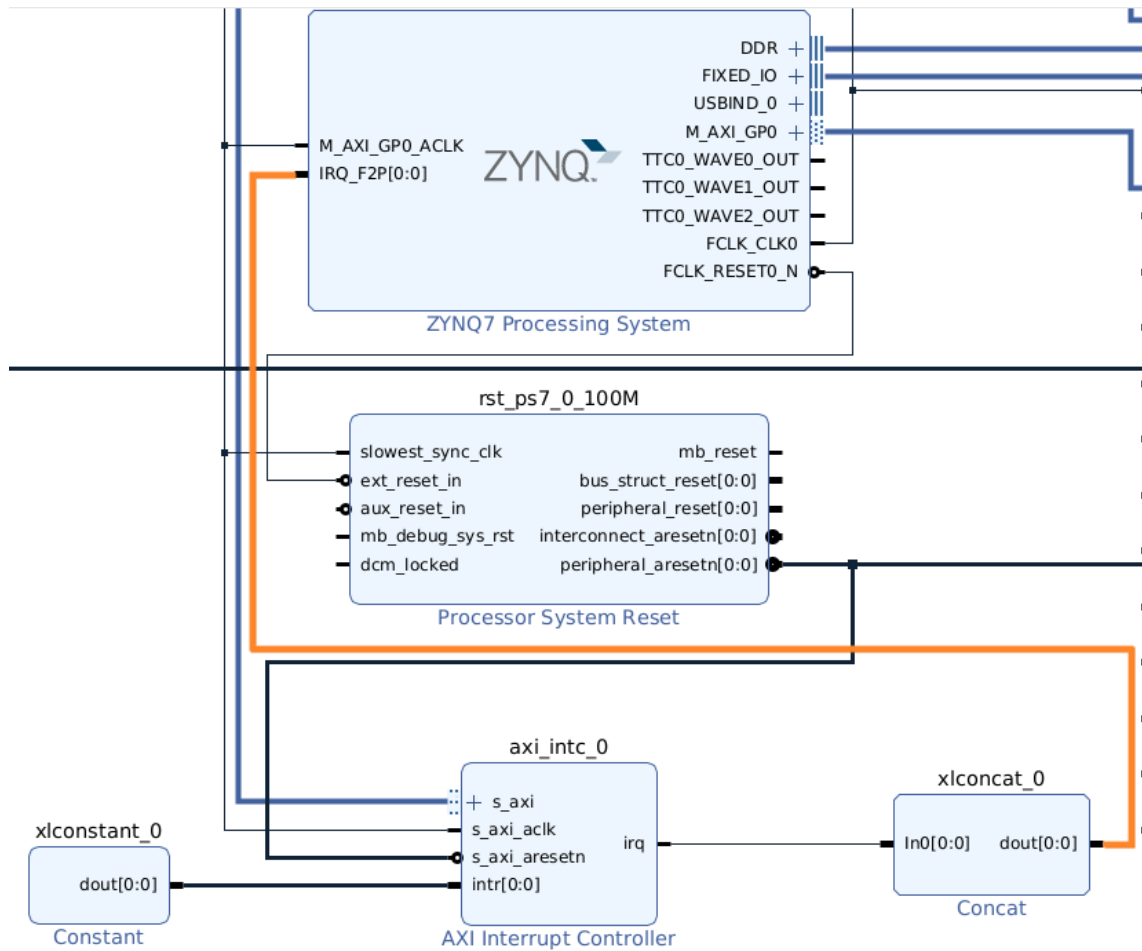 DDR
FIXED_IO
USBIND_0
M_AXI_GP0
M_AXI_GP0_ACLK
IRQ_F2P[0:0]
ZYNQ
TTC0_WAVE0_OUT
TTC0_WAVE1_OUT
TTC0_WAVE2_OUT
FCLK_CLK0
FCLK_RESET0_N
ZYNQ7 Processing System
rst_ps7_0_100M
slowest_sync_clk
mb_reset
ext_reset_in
bus_struct_reset[0:0]
aux_reset_in
peripheral_reset[0:0]
mb_debug_sys_rst
interconnect_aresetn[0:0]
dcm_locked
peripheral_aresetn[0:0]
Processor System Reset
axi_intc_0
s_axi
s_axi_aclk
s_axi_aresetn
intr[0:0]
irq
AXI Interrupt Controller
xlconcat_0
In0[0:0]
dout[0:0]
Concat
xlconstant_0
dout[0:0]
Constant